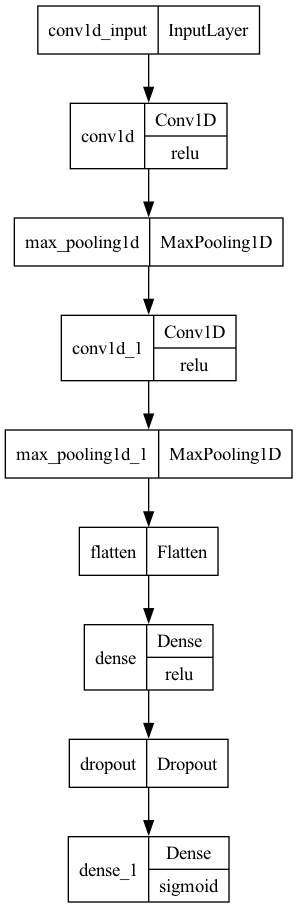 conv1d_input InputLayer
conv1d Conv1D
relu
max_pooling1d MaxPooling1D
conv1d_1 Conv1D
relu
max_pooling1d_1 MaxPooling1D
flatten Flatten
dense Dense
relu
dropout Dropout
dense_1 Dense
sigmoid